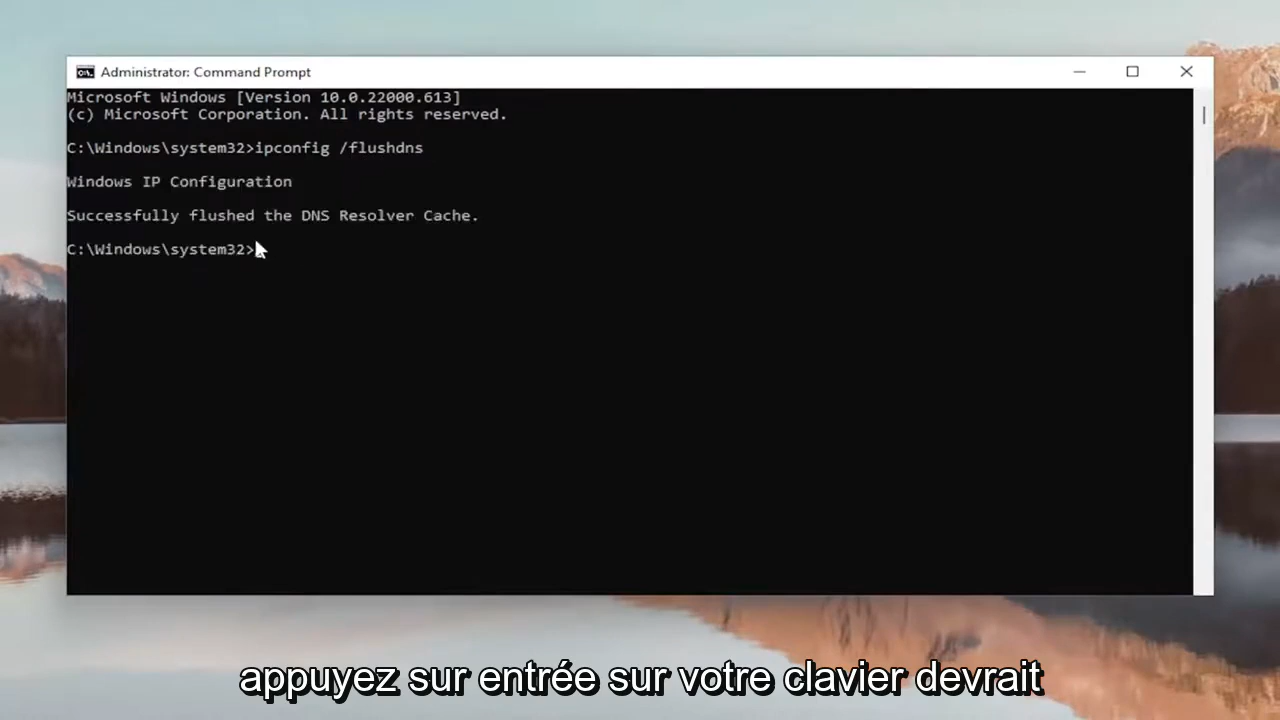 Administrator: Command Prompt
Microsoft Windows [Version 10.0.22000.613]
(c) Microsoft Corporation. All rights reserved.
C:\Windows\system32>ipconfig /flushdns
Windows IP Configuration
Successfully flushed the DNS Resolver Cache.
C:\Windows\system32>
appuyez sur entrée sur votre clavier devrait